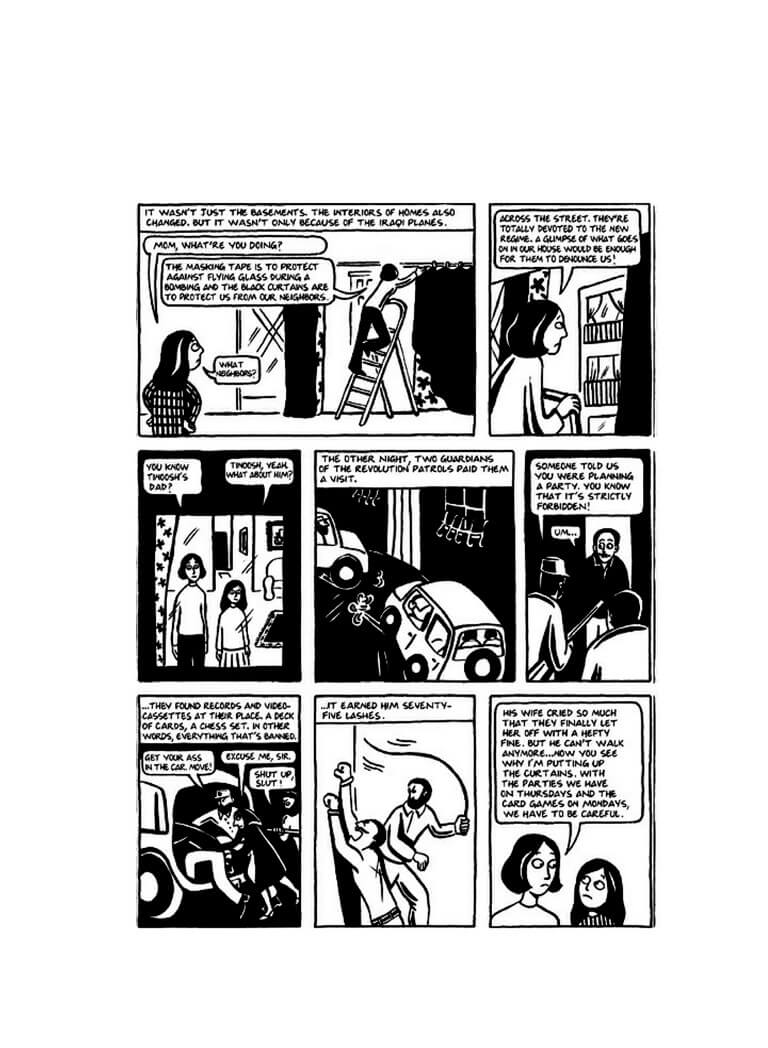 IT WASN'T JUST THE BASEMENTS. THE INTERIORS OF HOMES ALSO
CHANGED. BUT IT WASN'T ONLY BECAUSE OF THE IRAQI PLANES.
MOM, WHAT'RE YOU DOING?
THE MASKING TAPE IS TO PROTECT
AGAINST FLYING GLASS DURING A
BOMBING AND THE BLACK CURTAINS ARE
TO PROTECT US FROM OUR NEIGHBORS.
WHAT
NEIGHBORS?
ACROSS THE STREET. THEY'RE
TOTALLY DEVOTED TO THE NEW
REGIME. A GLIMPSE OF WHAT GOES
ON IN OUR HOUSE WOULD BE ENOUGH
FOR THEM TO DENOUNCE US!
YOU KNOW
TINOOSH'S
DAD?
TINOOSH, YEAH.
WHAT ABOUT HIM?
THE OTHER NIGHT, TWO GUARDIANS
OF THE REVOLUTION PATROLS PAID THEM
A VISIT.
SOMEONE TOLD US
YOU WERE PLANNING
A PARTY. YOU KNOW
THAT IT'S STRICTLY
FORBIDDEN!
UM...
...THEY FOUND RECORDS AND VIDEO-
CASSETTES AT THEIR PLACE. A DECK
OF CARDS, A CHESS SET. IN OTHER
WORDS, EVERYTHING THAT'S BANNED.
GET YOUR ASS
IN THE CAR. MOVE!
EXCUSE ME, SIR.
SHUT UP,
SLUT!
...IT EARNED HIM SEVENTY-
FIVE LASHES.
HIS WIFE CRIED SO MUCH
THAT THEY FINALLY LET
HER OFF WITH A HEFTY
FINE. BUT HE CAN'T WALK
ANYMORE...NOW YOU SEE
WHY I'M PUTTING UP
THE CURTAINS. WITH
THE PARTIES WE HAVE
ON THURSDAYS AND THE
CARD GAMES ON MONDAYS,
WE HAVE TO BE CAREFUL.